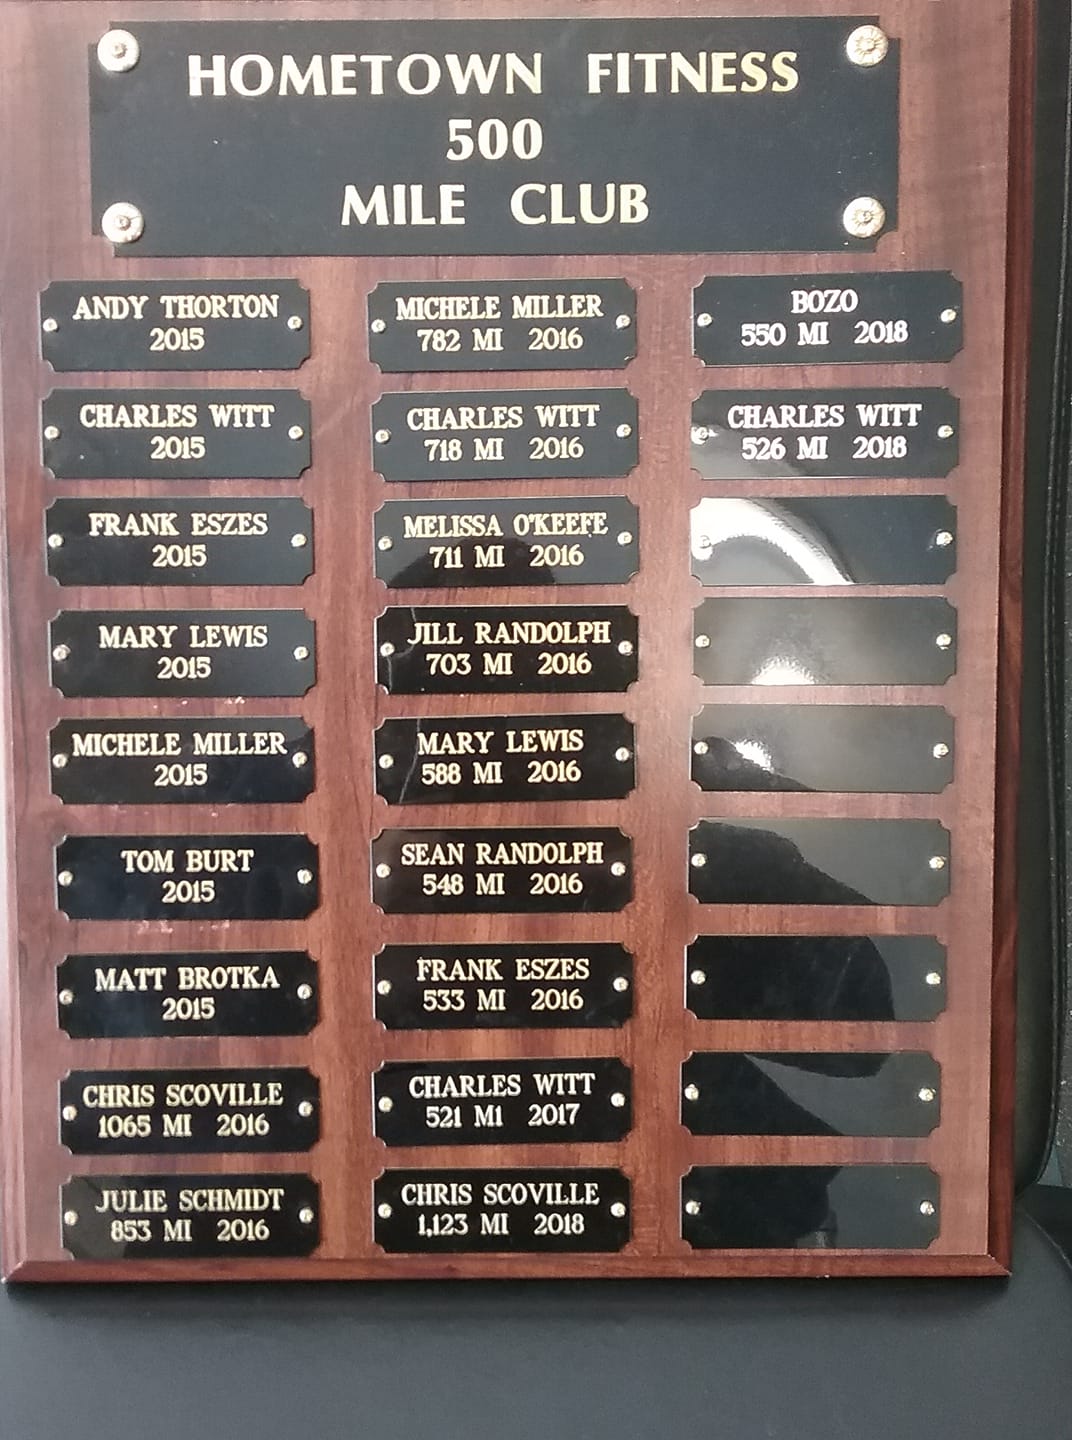 HOMETOWN FITNESS
500
MILE CLUB
ANDY THORTON
2015
CHARLES WITT
2015
FRANK ESZES
2015
MARY LEWIS
2015
MICHELE MILLER
2015
TOM BURT
2015
MATT BROTKA
2015
CHRIS SCOVILLE
1065 MI 2016
JULIE SCHMIDT
853 MI 2016
MICHELE MILLER
782 MI 2016
CHARLES WITT
718 MI 2016
MELISSA O'KEEFE
711 MI 2016
JILL RANDOLPH
703 MI 2016
MARY LEWIS
588 MI 2016
SEAN RANDOLPH
548 MI 2016
FRANK ESZES
533 MI 2016
CHARLES WITT
521 M1 2017
CHRIS SCOVILLE
1,123 MI 2018
BOZO
550 MI 2018
CHARLES WITT
526 MI 2018